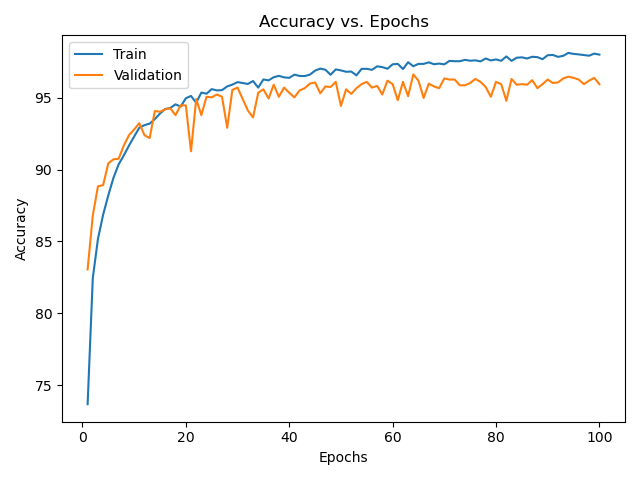 Accuracy vs. Epochs
Train
Validation
95
90
85
80
75
Accuracy
0 20 40 60 80 100
Epochs